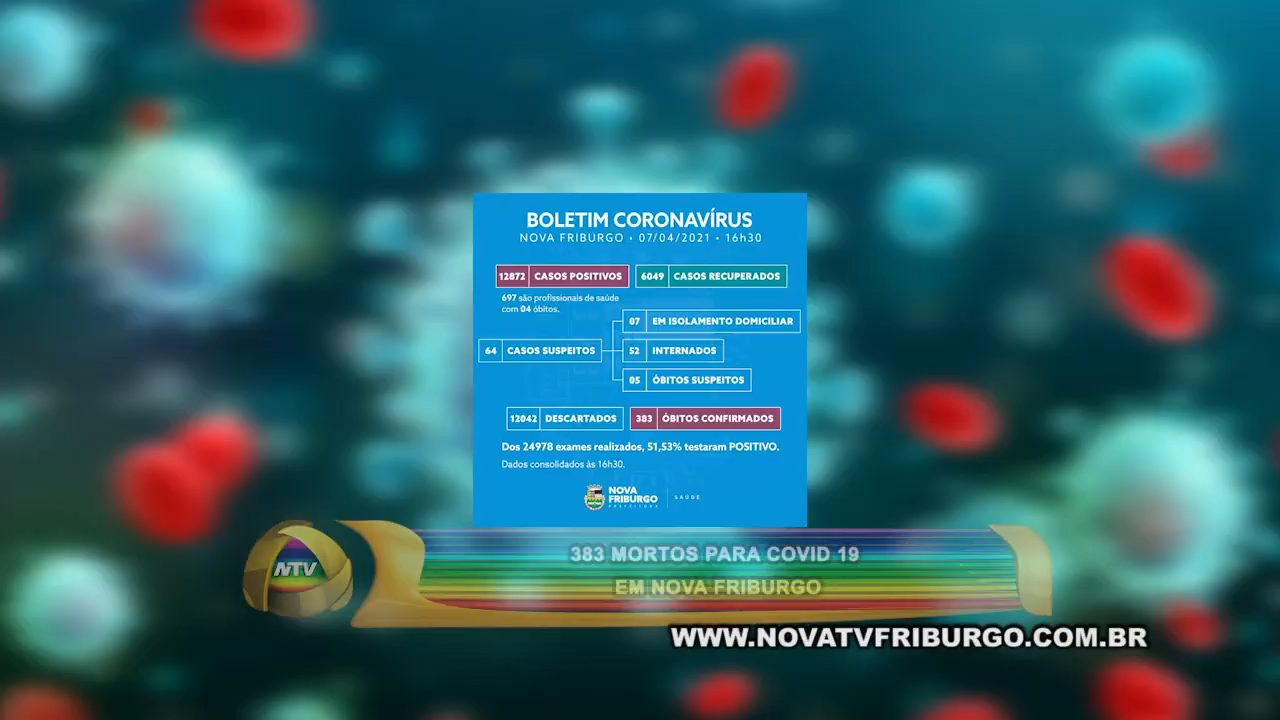 BOLETIM CORONAVÍRUS
NOVA FRIBURGO • 07/04/2021 • 16h30
12872 CASOS POSITIVOS
6049 CASOS RECUPERADOS
697 são profissionais de saúde
com 04 óbitos.
64 CASOS SUSPEITOS
07 EM ISOLAMENTO DOMICILIAR
52 INTERNADOS
05 ÓBITOS SUSPEITOS
12042 DESCARTADOS
383 ÓBITOS CONFIRMADOS
Dos 24978 exames realizados, 51,53% testaram POSITIVO.
Dados consolidados às 16h30.
NOVA
FRIBURGO
PREFEITURA
SAÚDE
NTV
383 MORTOS PARA COVID 19
EM NOVA FRIBURGO
WWW.NOVATVFRIBURGO.COM.BR